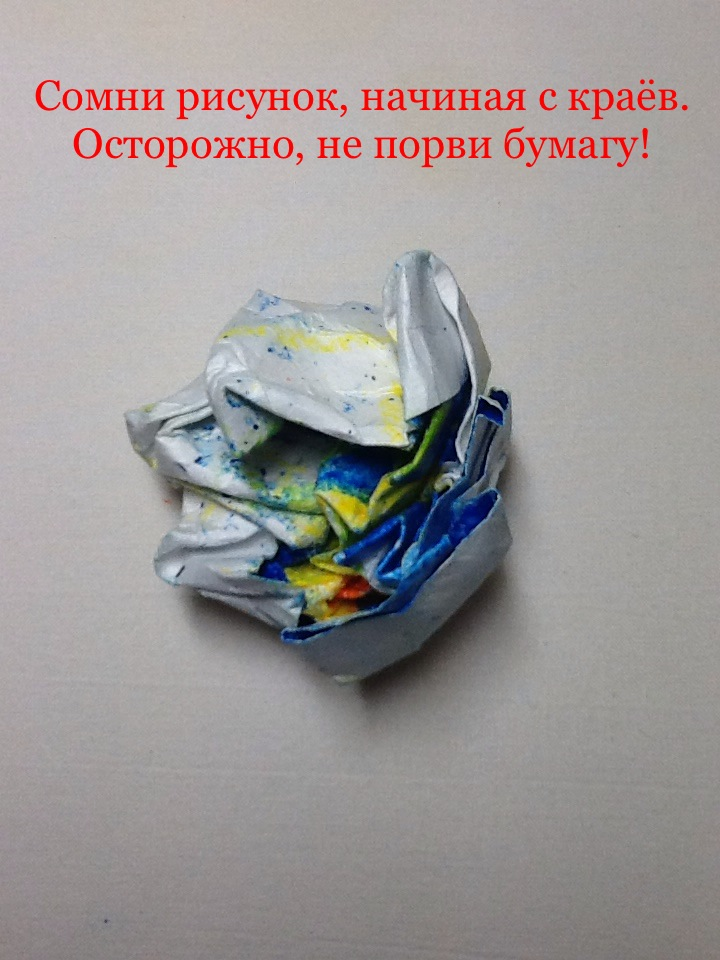 Сомни рисунок, начиная с краёв.
Осторожно, не порви бумагу!